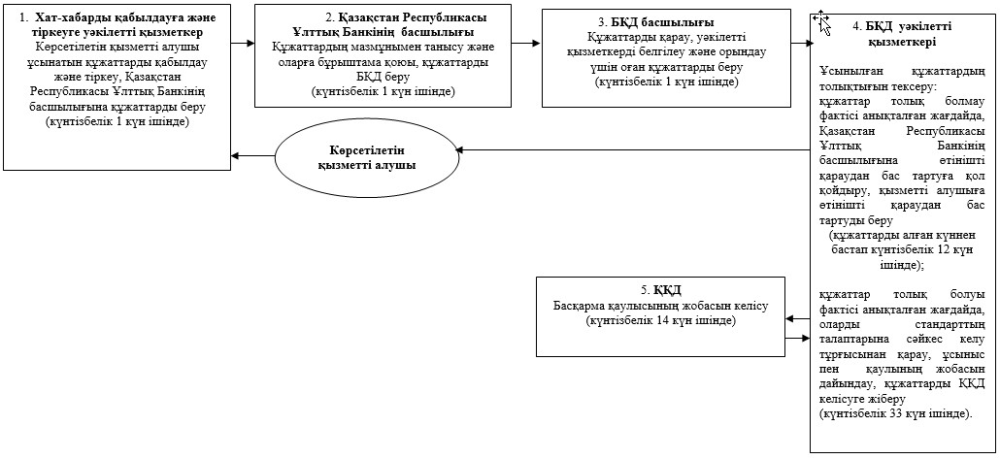 1. Хат-хабарды қабылдауға және
тіркеуге уәкілетті қызметкер
Көрсетілетін қызметті алушы
ұсынатын құжаттарды қабылдау
және тіркеу, Қазақстан
Республикасы Ұлттық Банкінің
басшылығына құжаттарды беру
(күнтізбелік 1 күн ішінде)
2. Қазақстан Республикасы
Ұлттық Банкінің басшылығы
Құжаттардың мазмұнымен танысу және
оларға бұрыштама қоюы, құжаттарды
БҚД беру
(күнтізбелік 1 күн ішінде)
3. БҚД басшылығы
Құжаттарды қарау, уәкілетті
қызметкерді белгілеу және орындау
үшін оған құжаттарды беру
(күнтізбелік 1 күн ішінде)
4. БҚД уәкілетті
қызметкері
Ұсынылған құжаттардың
толықтығын тексеру:
құжаттар толық болмау
фактісі анықталған жағдайда,
Қазақстан Республикасы
Ұлттық Банкінің
басшылығына өтінішті
қараудан бас тартуға қол
қойдыру, қызметті алушыға
өтінішті қараудан бас
тартуды беру
(құжаттарды алған күннен
бастап күнтізбелік 12 күн
ішінде);
құжаттар толық болуы
фактісі анықталған жағдайда,
оларды стандарттың
талаптарына сәйкес келу
тұрғысынан қарау, ұсыныс
пен қаулының жобасын
дайындау, құжаттарды ҚҚД
келісуге жіберу
(күнтізбелік 33 күн ішінде).
Көрсетілетін
қызметті алушы
5. ҚҚД
Басқарма қаулысының жобасын келісу
(күнтізбелік 14 күн ішінде)